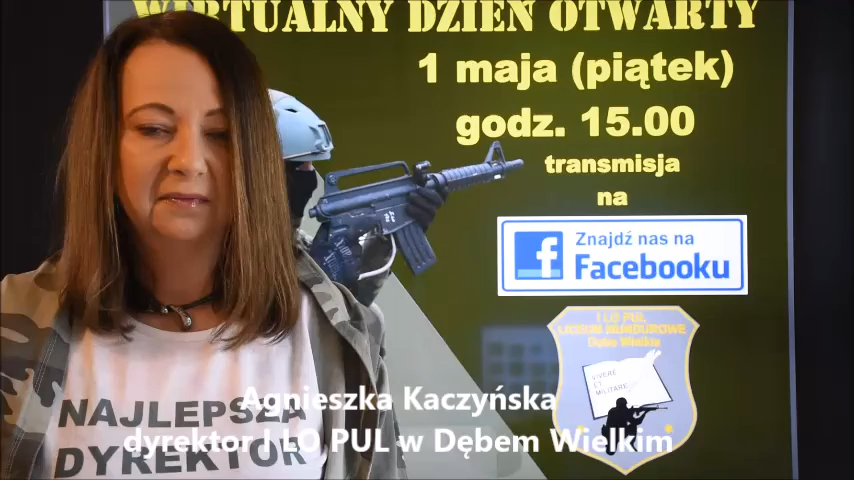 WIRTUALNY DZIEŃ OTWARTY
1 maja (piątek)
godz. 15.00
transmisja
na
Znajdź nas na
Facebooku
I LO PUL
LICEUM MUNDUROWE
Dębe Wielkie
VIVERE
ET
MILITARE
NAJLEPSZA
DYREKTOR
Agnieszka Kaczyńska
dyrektor I LO PUL w Dębem Wielkim